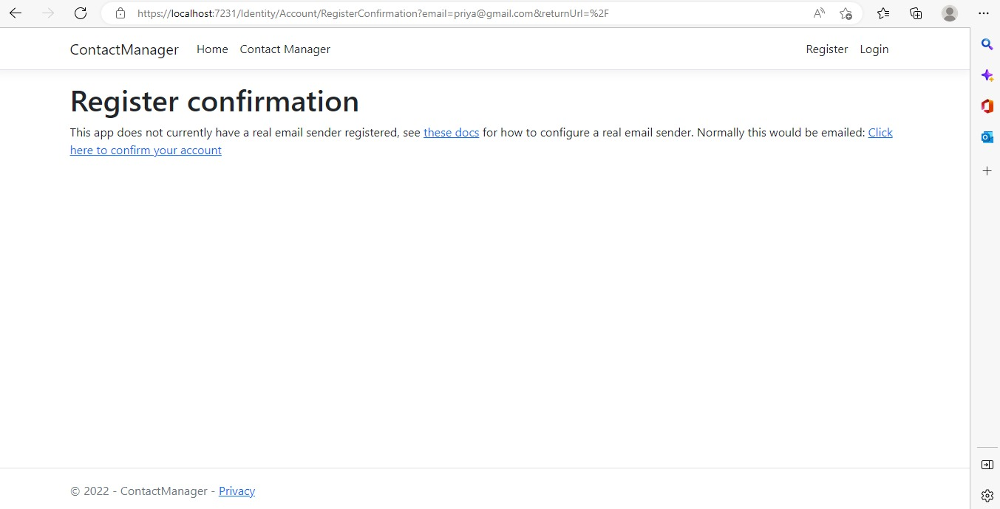 https://localhost:7231/Identity/Account/RegisterConfirmation?email=priya@gmail.com&returnUrl=%2F
ContactManager Home Contact Manager Register Login
Register confirmation
This app does not currently have a real email sender registered, see these docs for how to configure a real email sender. Normally this would be emailed: Click
here to confirm your account
© 2022 - ContactManager - Privacy